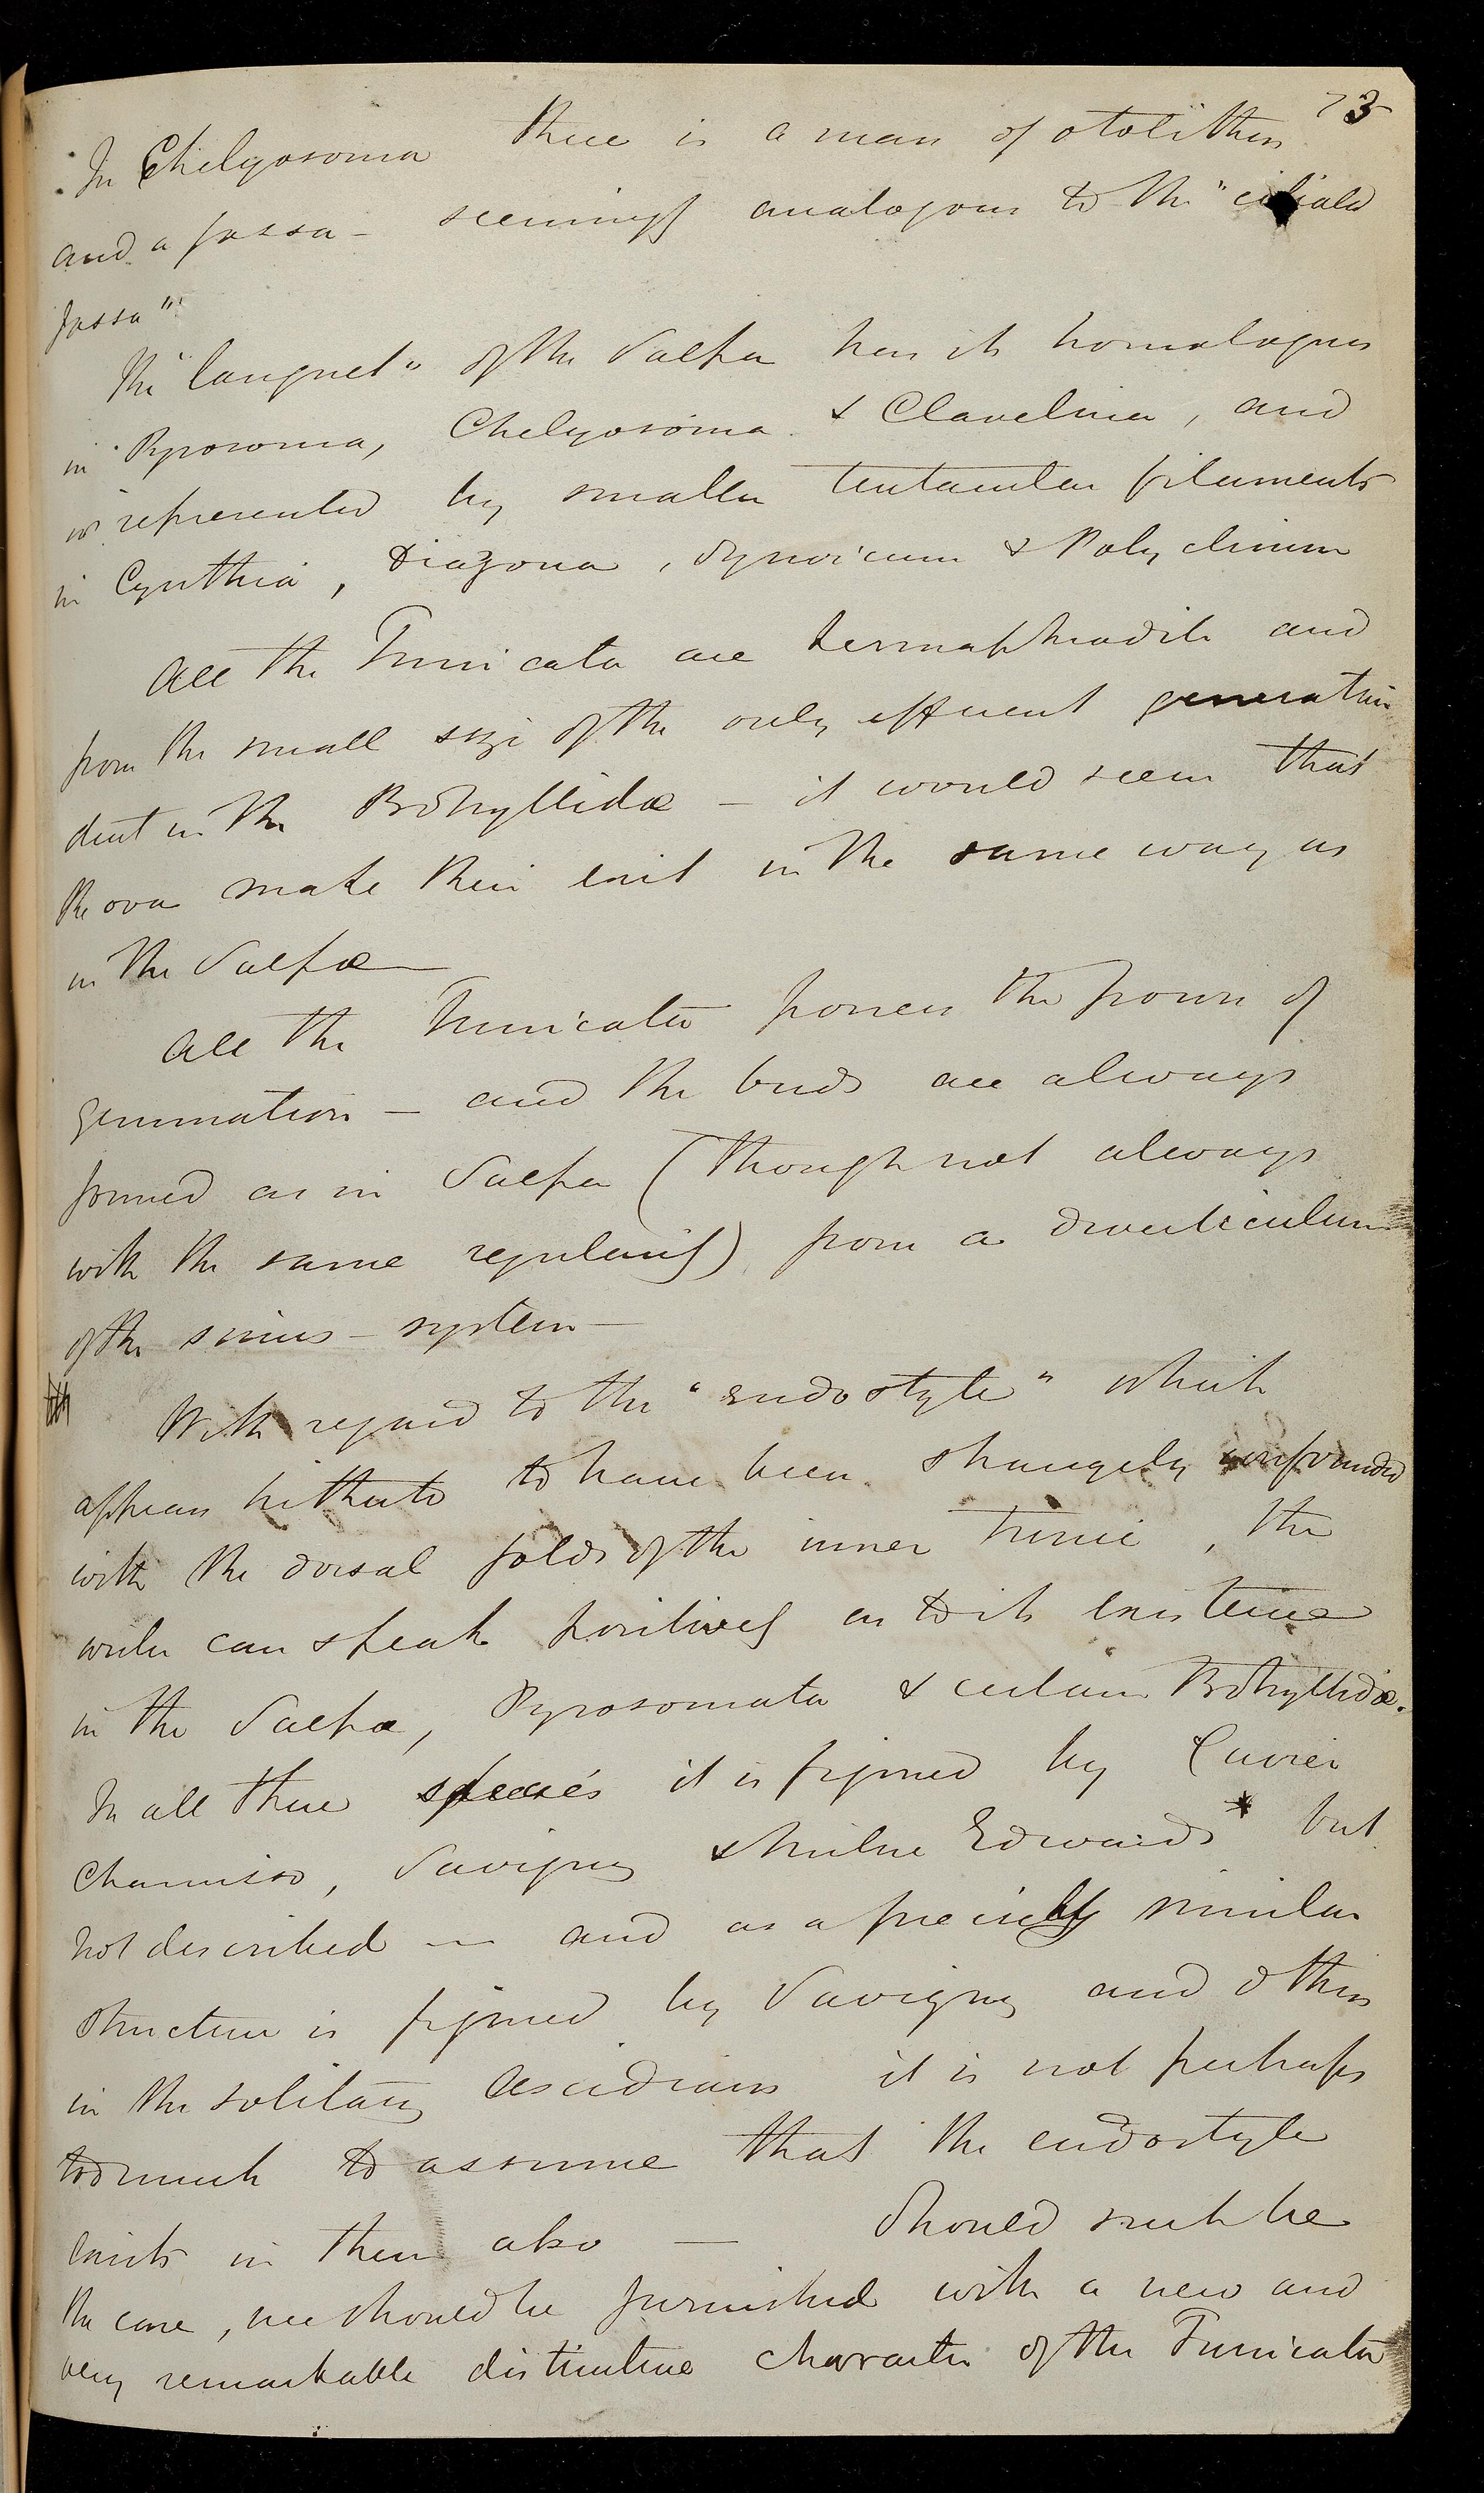 73
In Chelyosoma there is a mass of otolithes
and a fossa – seemingly analogous to the "ciliated
fossa"
The "languet" of the Salpæ has its homologues
in Pyrosoma, Chelyosoma & Clavelina, and
is represented by smaller tentacular filaments
in Cynthia, Diazona, Synoicum & Polyclinum
All the Tunicata are hermaphrodite and
from the small size of the only efferent generative
duct in the Botryllidæ – it would seem that
the ova make their exit in the same way as
in the Salpæ
All the Tunicata possess the power of
gemmation – and the buds are always
formed as in Salpa (though not always
with the same regularity) from a diverticulum
of the sinus-system –
With regard to the "endostyle" which
appears hitherto to have been strangely confounded
with the dorsal folds of the inner tunic, the
writer can speak positively as to its existence
in the Salpæ, Pyrosomata & certain Botryllidæ.
In all these species it is figured by Cuvier
Chamisso, Savigny & Milne Edwards* but
not described — and as a precisely similar
structure is figured by Savigny and others
in the solitary Ascidians it is not perhaps
too much to assume that the endostyle
exists in them also — Should such be
the case, we should be furnished with a new and
very remarkable distinctive character of the Tunicata